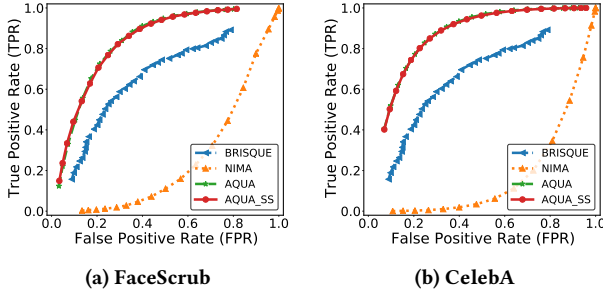 1.0
0.8
0.6
0.4
0.2
0.0
True Positive Rate (TPR)
BRISQUE
NIMA
AQUA
AQUA_SS
0.0 0.2 0.4 0.6 0.8 1.0
False Positive Rate (FPR)
(a) FaceScrub
1.0
0.8
0.6
0.4
0.2
0.0
True Positive Rate (TPR)
BRISQUE
NIMA
AQUA
AQUA_SS
0.0 0.2 0.4 0.6 0.8 1.0
False Positive Rate (FPR)
(b) CelebA